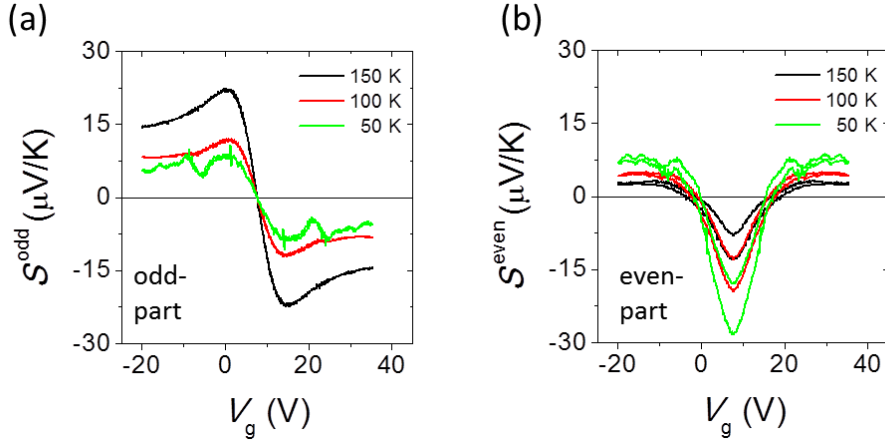 (a)
30
15
0
-15
-30
S^odd (μV/K)
150 K
100 K
50 K
odd-
part
-20
0
20
40
V_g (V)
(b)
30
15
0
-15
-30
S^even (μV/K)
150 K
100 K
50 K
even-
part
-20
0
20
40
V_g (V)